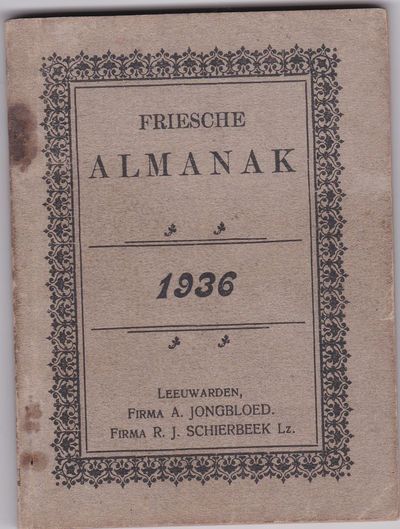 FRIESCHE
ALMANAK
1936
LEEUWARDEN,
FIRMA A. JONGBLOED.
FIRMA R. J. SCHIERBEEK Lz.